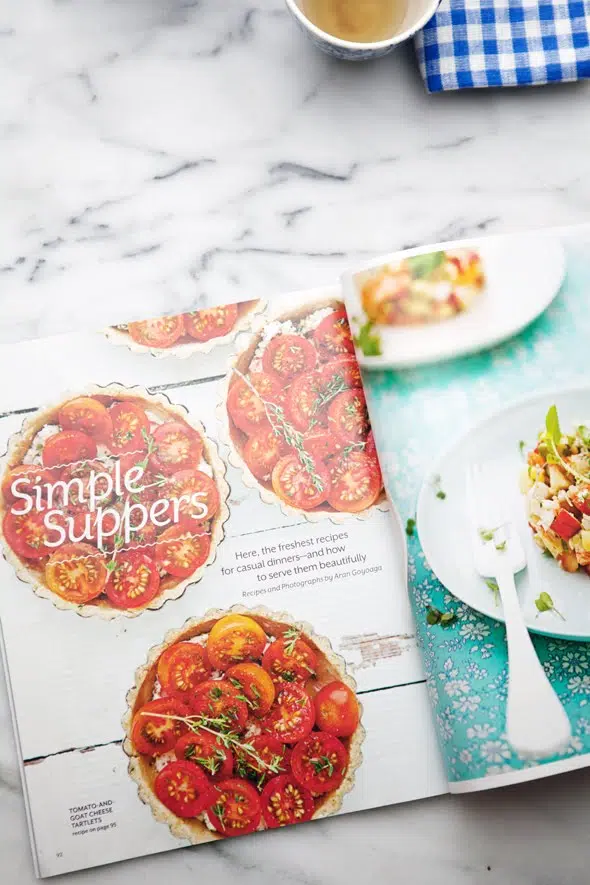 Simple
Suppers
Here, the freshest recipes
for casual dinners—and how
to serve them beautifully
Recipes and Photographs by Aran Goyoaga
TOMATO-AND-
GOAT CHEESE
TARTLETS
recipe on page 95